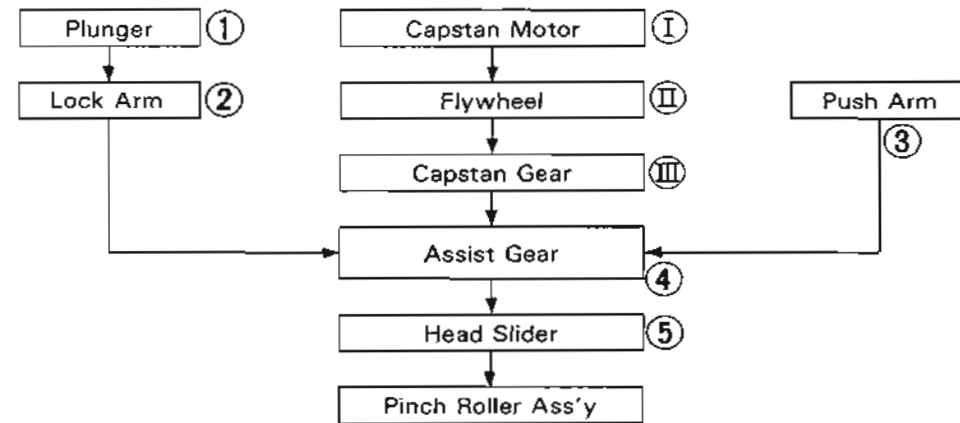 Plunger ①
Capstan Motor Ⓘ
Lock Arm ②
Flywheel Ⅱ
Push Arm
③
Capstan Gear Ⅲ
Assist Gear
④
Head Slider ⑤
Pinch Roller Ass'y